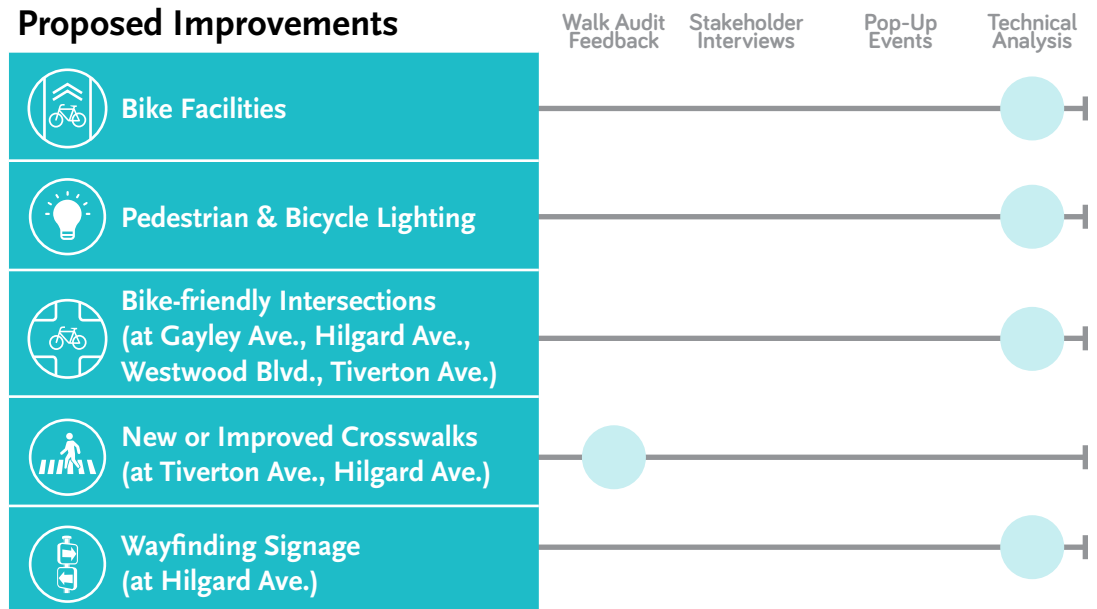 Proposed Improvements
Walk Audit
Feedback
Stakeholder
Interviews
Pop-Up
Events
Technical
Analysis
Bike Facilities
Pedestrian & Bicycle Lighting
Bike-friendly Intersections
(at Gayley Ave., Hilgard Ave.,
Westwood Blvd., Tiverton Ave.)
New or Improved Crosswalks
(at Tiverton Ave., Hilgard Ave.)
Wayfinding Signage
(at Hilgard Ave.)